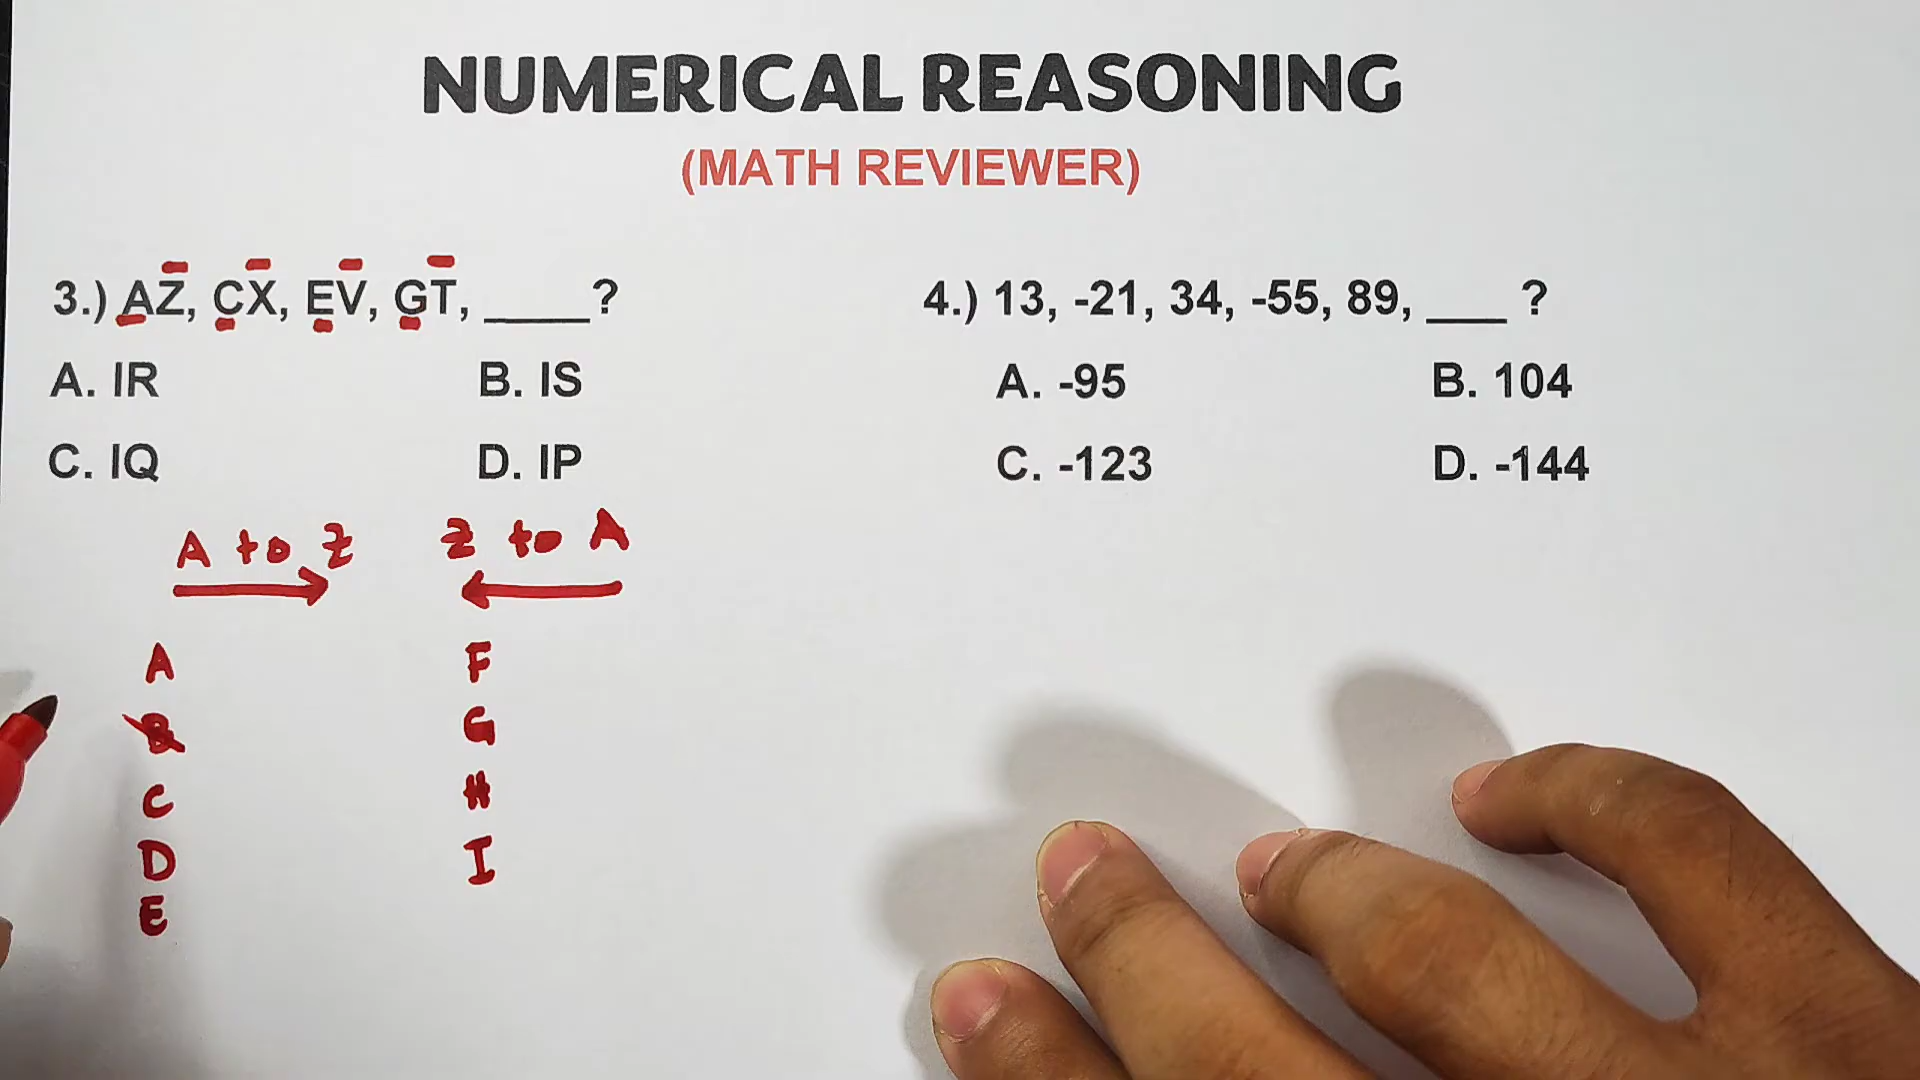 NUMERICAL REASONING
(MATH REVIEWER)
3.) AZ, CX, EV, GT, ____?
A. IR B. IS
C. IQ D. IP
A to Z Z to A
A F
B G
C H
D I
E
4.) 13, -21, 34, -55, 89, ___ ?
A. -95 B. 104
C. -123 D. -144